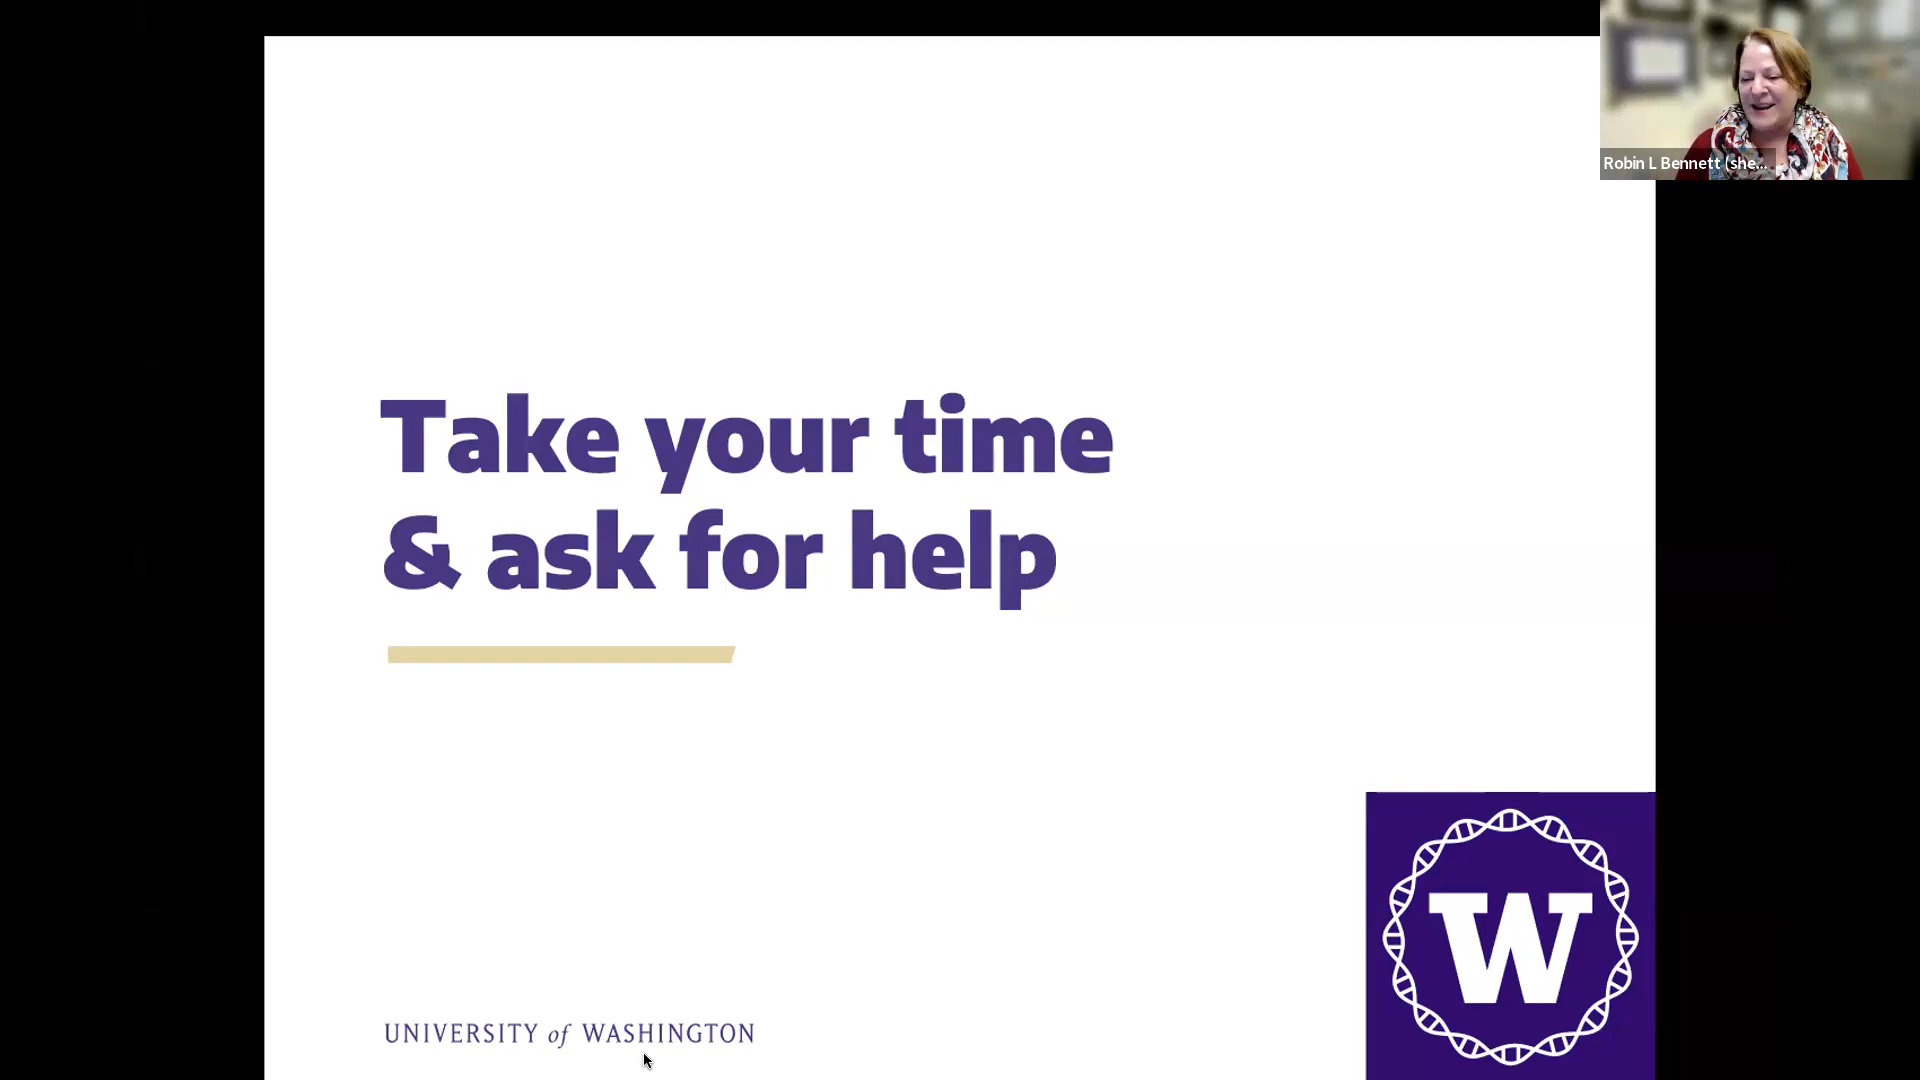 Robin L Bennett (she...
Take your time
& ask for help
W
UNIVERSITY of WASHINGTON